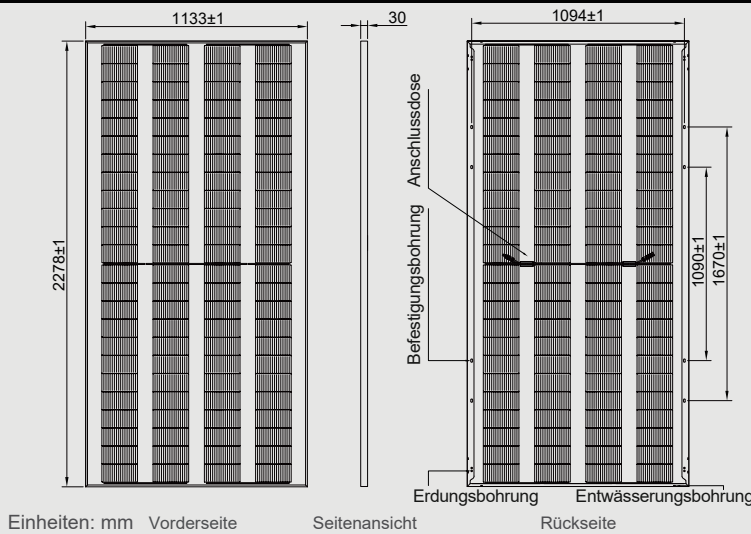 1133±1
30
1094±1
2278±1
Anschlussdose
Befestigungsbohrung
1090±1
1670±1
Erdungsbohrung
Entwässerungsbohrung
Einheiten: mm Vorderseite Seitenansicht Rückseite